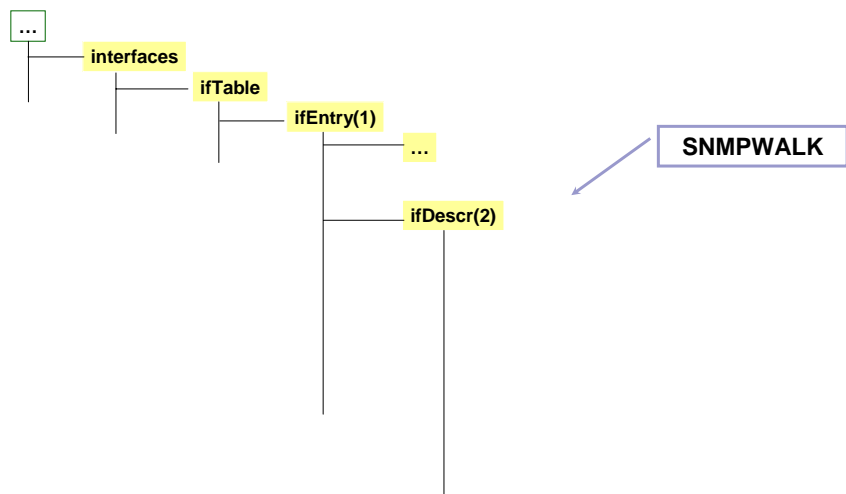 ...
interfaces
ifTable
ifEntry(1)
...
SNMPWALK
ifDescr(2)